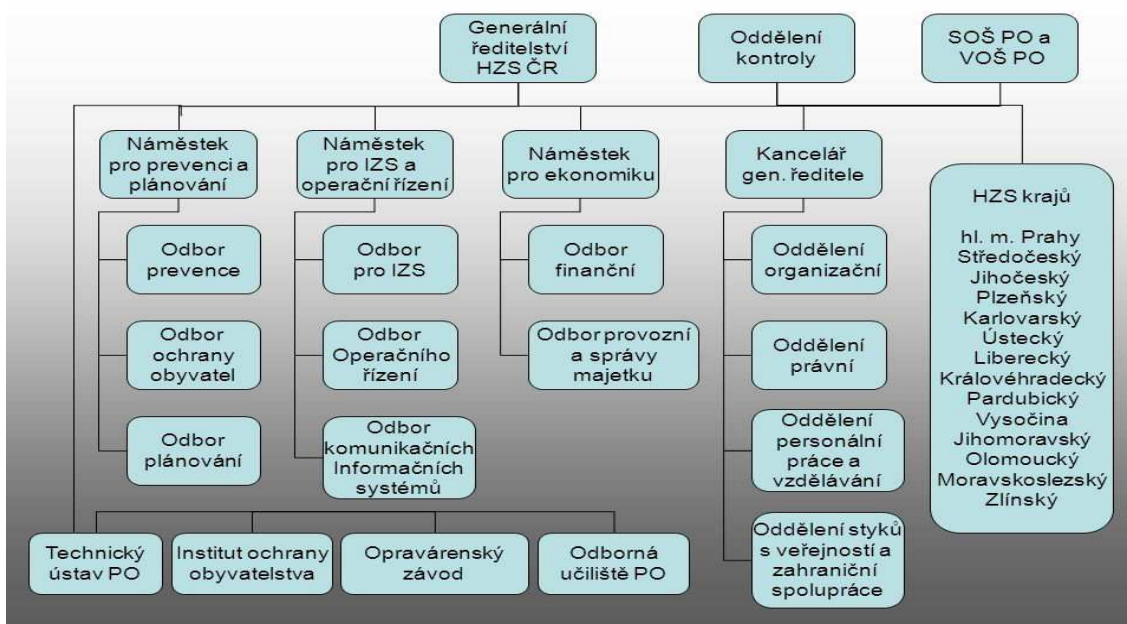 Generální
ředitelství
HZS ČR
Oddělení
kontroly
SOŠ PO a
VOŠ PO
Náměstek
pro prevenci a
plánování
Náměstek
pro IZS a
operační řízení
Náměstek
pro ekonomiku
Kancelář
gen. ředitele
Odbor
prevence
Odbor
ochrany
obyvatel
Odbor
plánování
Odbor
pro IZS
Odbor
Operačního
řízení
Odbor
komunikačních
Informačních
systémů
Odbor
finanční
Odbor provozní
a správy
majetku
Oddělení
organizační
Oddělení
právní
Oddělení
personální
práce a
vzdělávání
Oddělení styků
s veřejností a
zahraniční
spolupráce
HZS krajů
hl. m. Prahy
Středočeský
Jihočeský
Plzeňský
Karlovarský
Ústecký
Liberecký
Královéhradecký
Pardubický
Vysočina
Jihomoravský
Olomoucký
Moravskoslezský
Zlínský
Technický
ústav PO
Institut ochrany
obyvatelstva
Opravárenský
závod
Odborná
učiliště PO